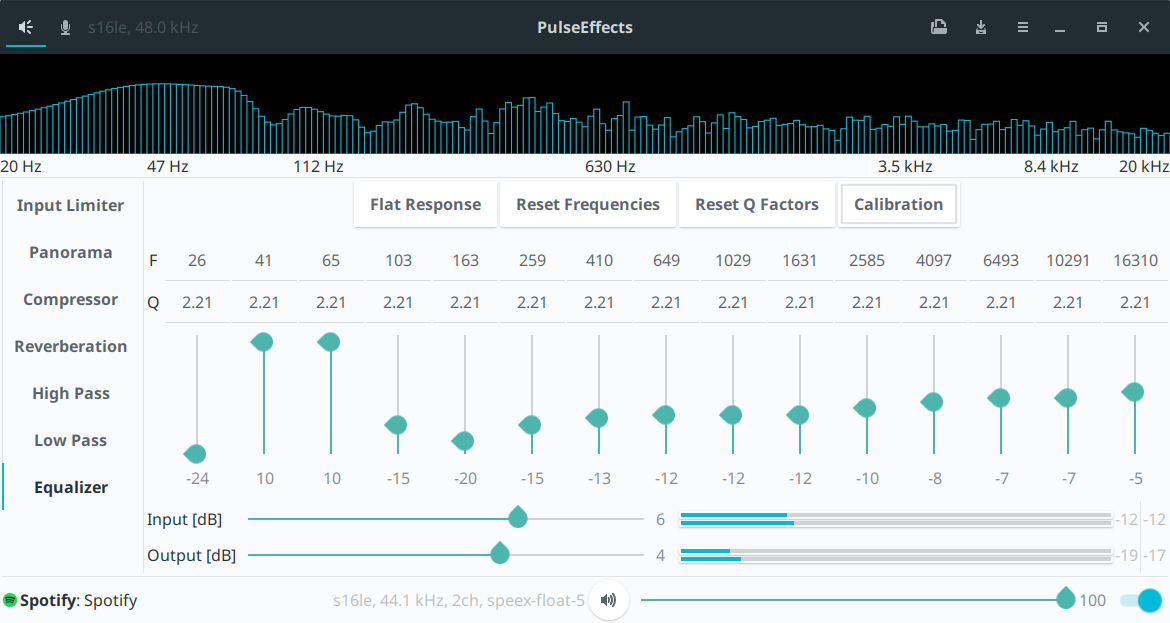 s16le, 48.0 kHz PulseEffects
20 Hz 47 Hz 112 Hz 630 Hz 3.5 kHz 8.4 kHz 20 kHz
Input Limiter
Panorama
Compressor
Reverberation
High Pass
Low Pass
Equalizer
Flat Response Reset Frequencies Reset Q Factors Calibration
F 26 41 65 103 163 259 410 649 1029 1631 2585 4097 6493 10291 16310
Q 2.21 2.21 2.21 2.21 2.21 2.21 2.21 2.21 2.21 2.21 2.21 2.21 2.21 2.21 2.21
-24 10 10 -15 -20 -15 -13 -12 -12 -12 -10 -8 -7 -7 -5
Input [dB] 6 -12 -12
Output [dB] 4 -19 -17
Spotify: Spotify s16le, 44.1 kHz, 2ch, speex-float-5 100